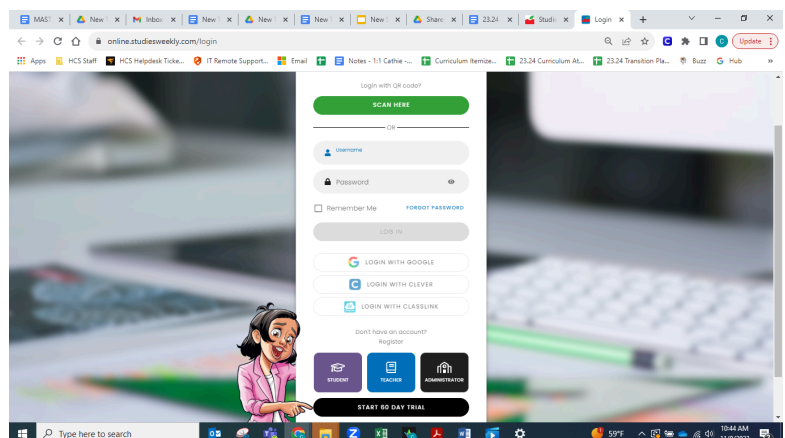 MAST
New
Inbox
New
New
New
New
Share
23.24
Studie
Login
online.studiesweekly.com/login
Update
Apps
HCS Staff
HCS Helpdesk Ticke...
IT Remote Support...
Email
Notes - 1:1 Cathie -...
Curriculum Itemize...
23.24 Curriculum At...
23.24 Transition Pla...
Buzz
Hub
»
Login with QR code?
SCAN HERE
OR
Username
Password
Remember Me
FORGOT PASSWORD
LOG IN
LOGIN WITH GOOGLE
LOGIN WITH CLEVER
LOGIN WITH CLASSLINK
Don't have an account?
Register
STUDENT
TEACHER
ADMINISTRATOR
START 60 DAY TRIAL
Type here to search
59°F
10:44 AM